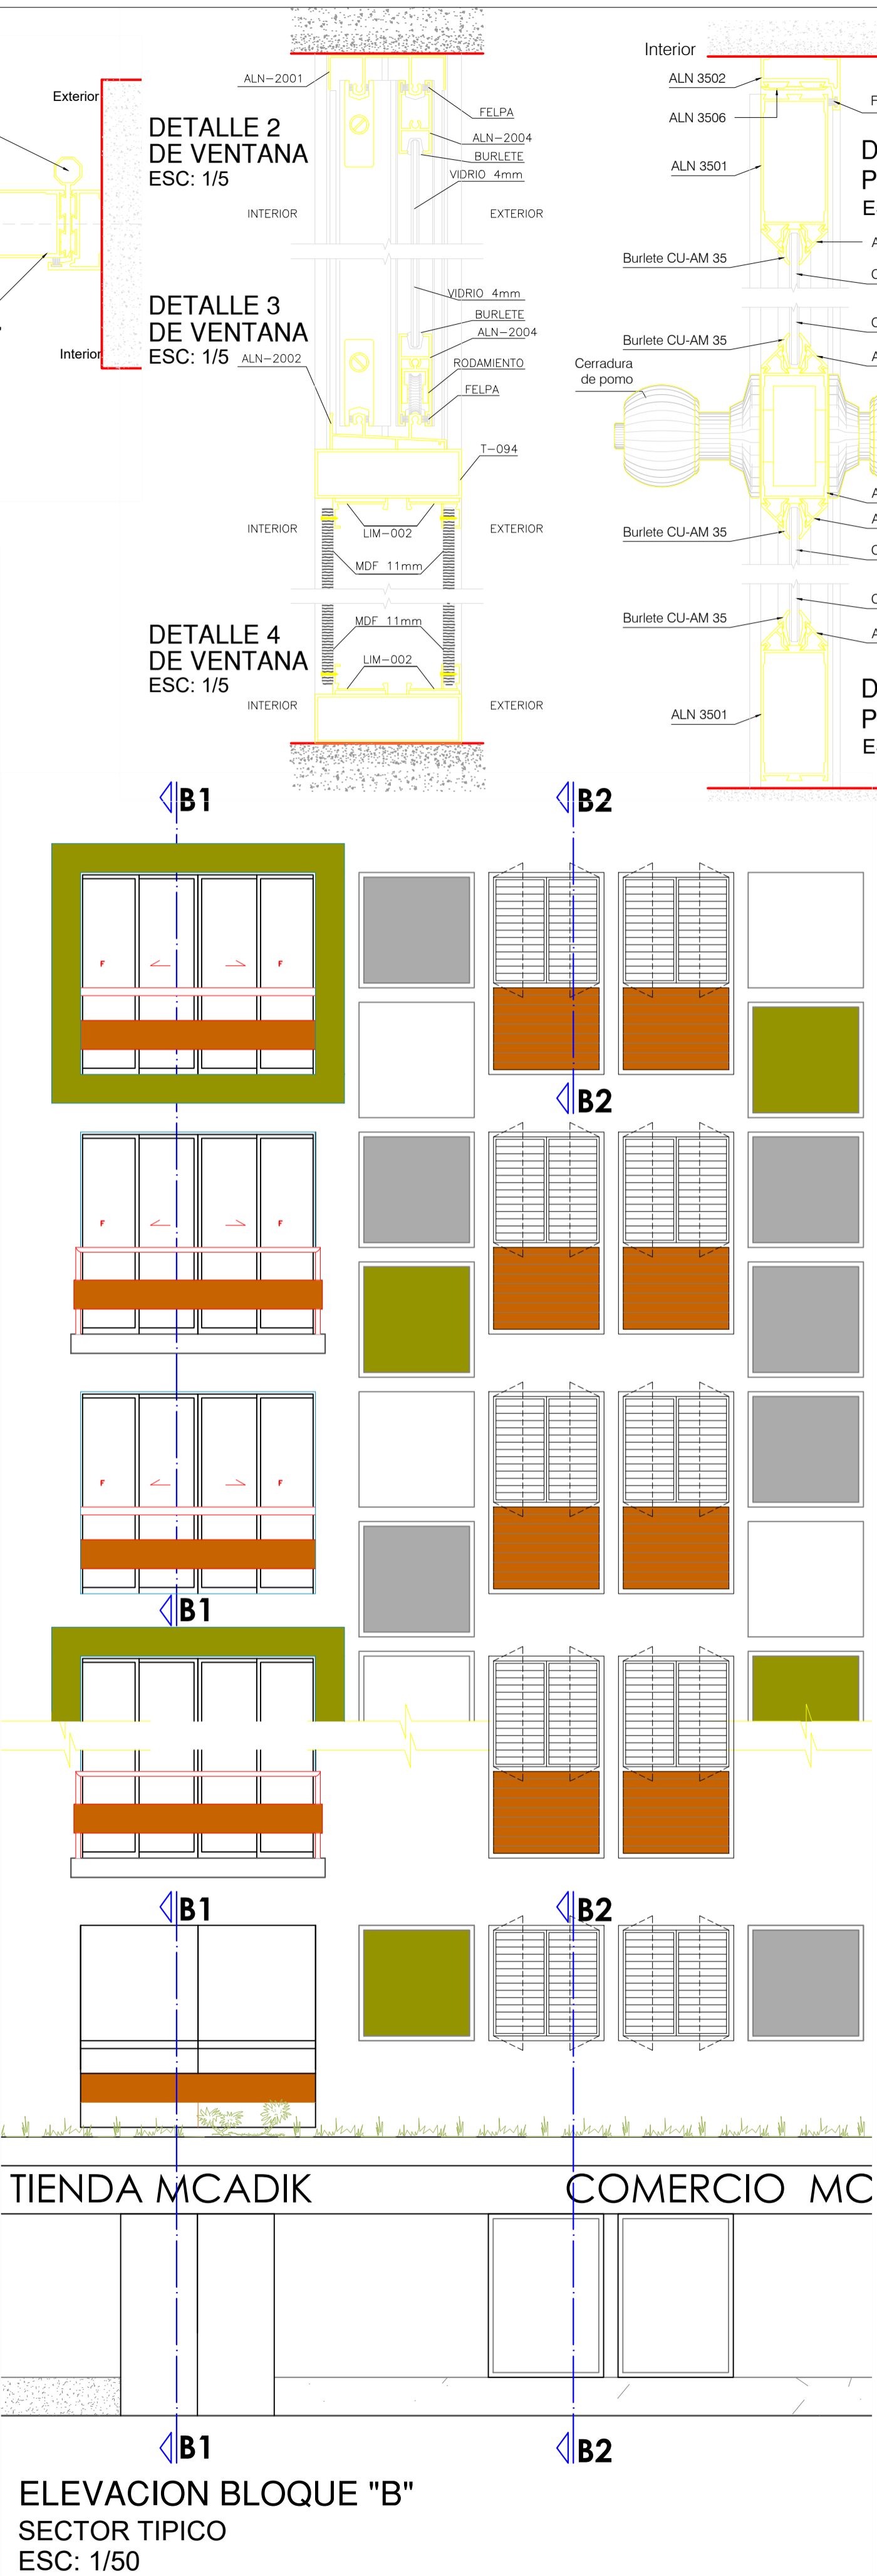 Exterior
Interior
DETALLE 2
DE VENTANA
ESC: 1/5
ALN-2001
FELPA
ALN-2004
BURLETE
VIDRIO 4mm
INTERIOR
EXTERIOR
DETALLE 3
DE VENTANA
ESC: 1/5
ALN-2002
VIDRIO 4mm
BURLETE
ALN-2004
RODAMIENTO
FELPA
T-094
INTERIOR
EXTERIOR
LIM-002
MDF 11mm
DETALLE 4
DE VENTANA
ESC: 1/5
MDF 11mm
LIM-002
INTERIOR
EXTERIOR
Interior
ALN 3502
ALN 3506
F
ALN 3501
D
P
E
A
Burlete CU-AM 35
C
C
Burlete CU-AM 35
A
Cerradura
de pomo
A
A
Burlete CU-AM 35
C
C
Burlete CU-AM 35
A
D
ALN 3501
P
E
B1
B2
F
F
B2
F
F
F
F
B1
B1
B2
TIENDA MCADIK
COMERCIO MC
B1
B2
ELEVACION BLOQUE "B"
SECTOR TIPICO
ESC: 1/50